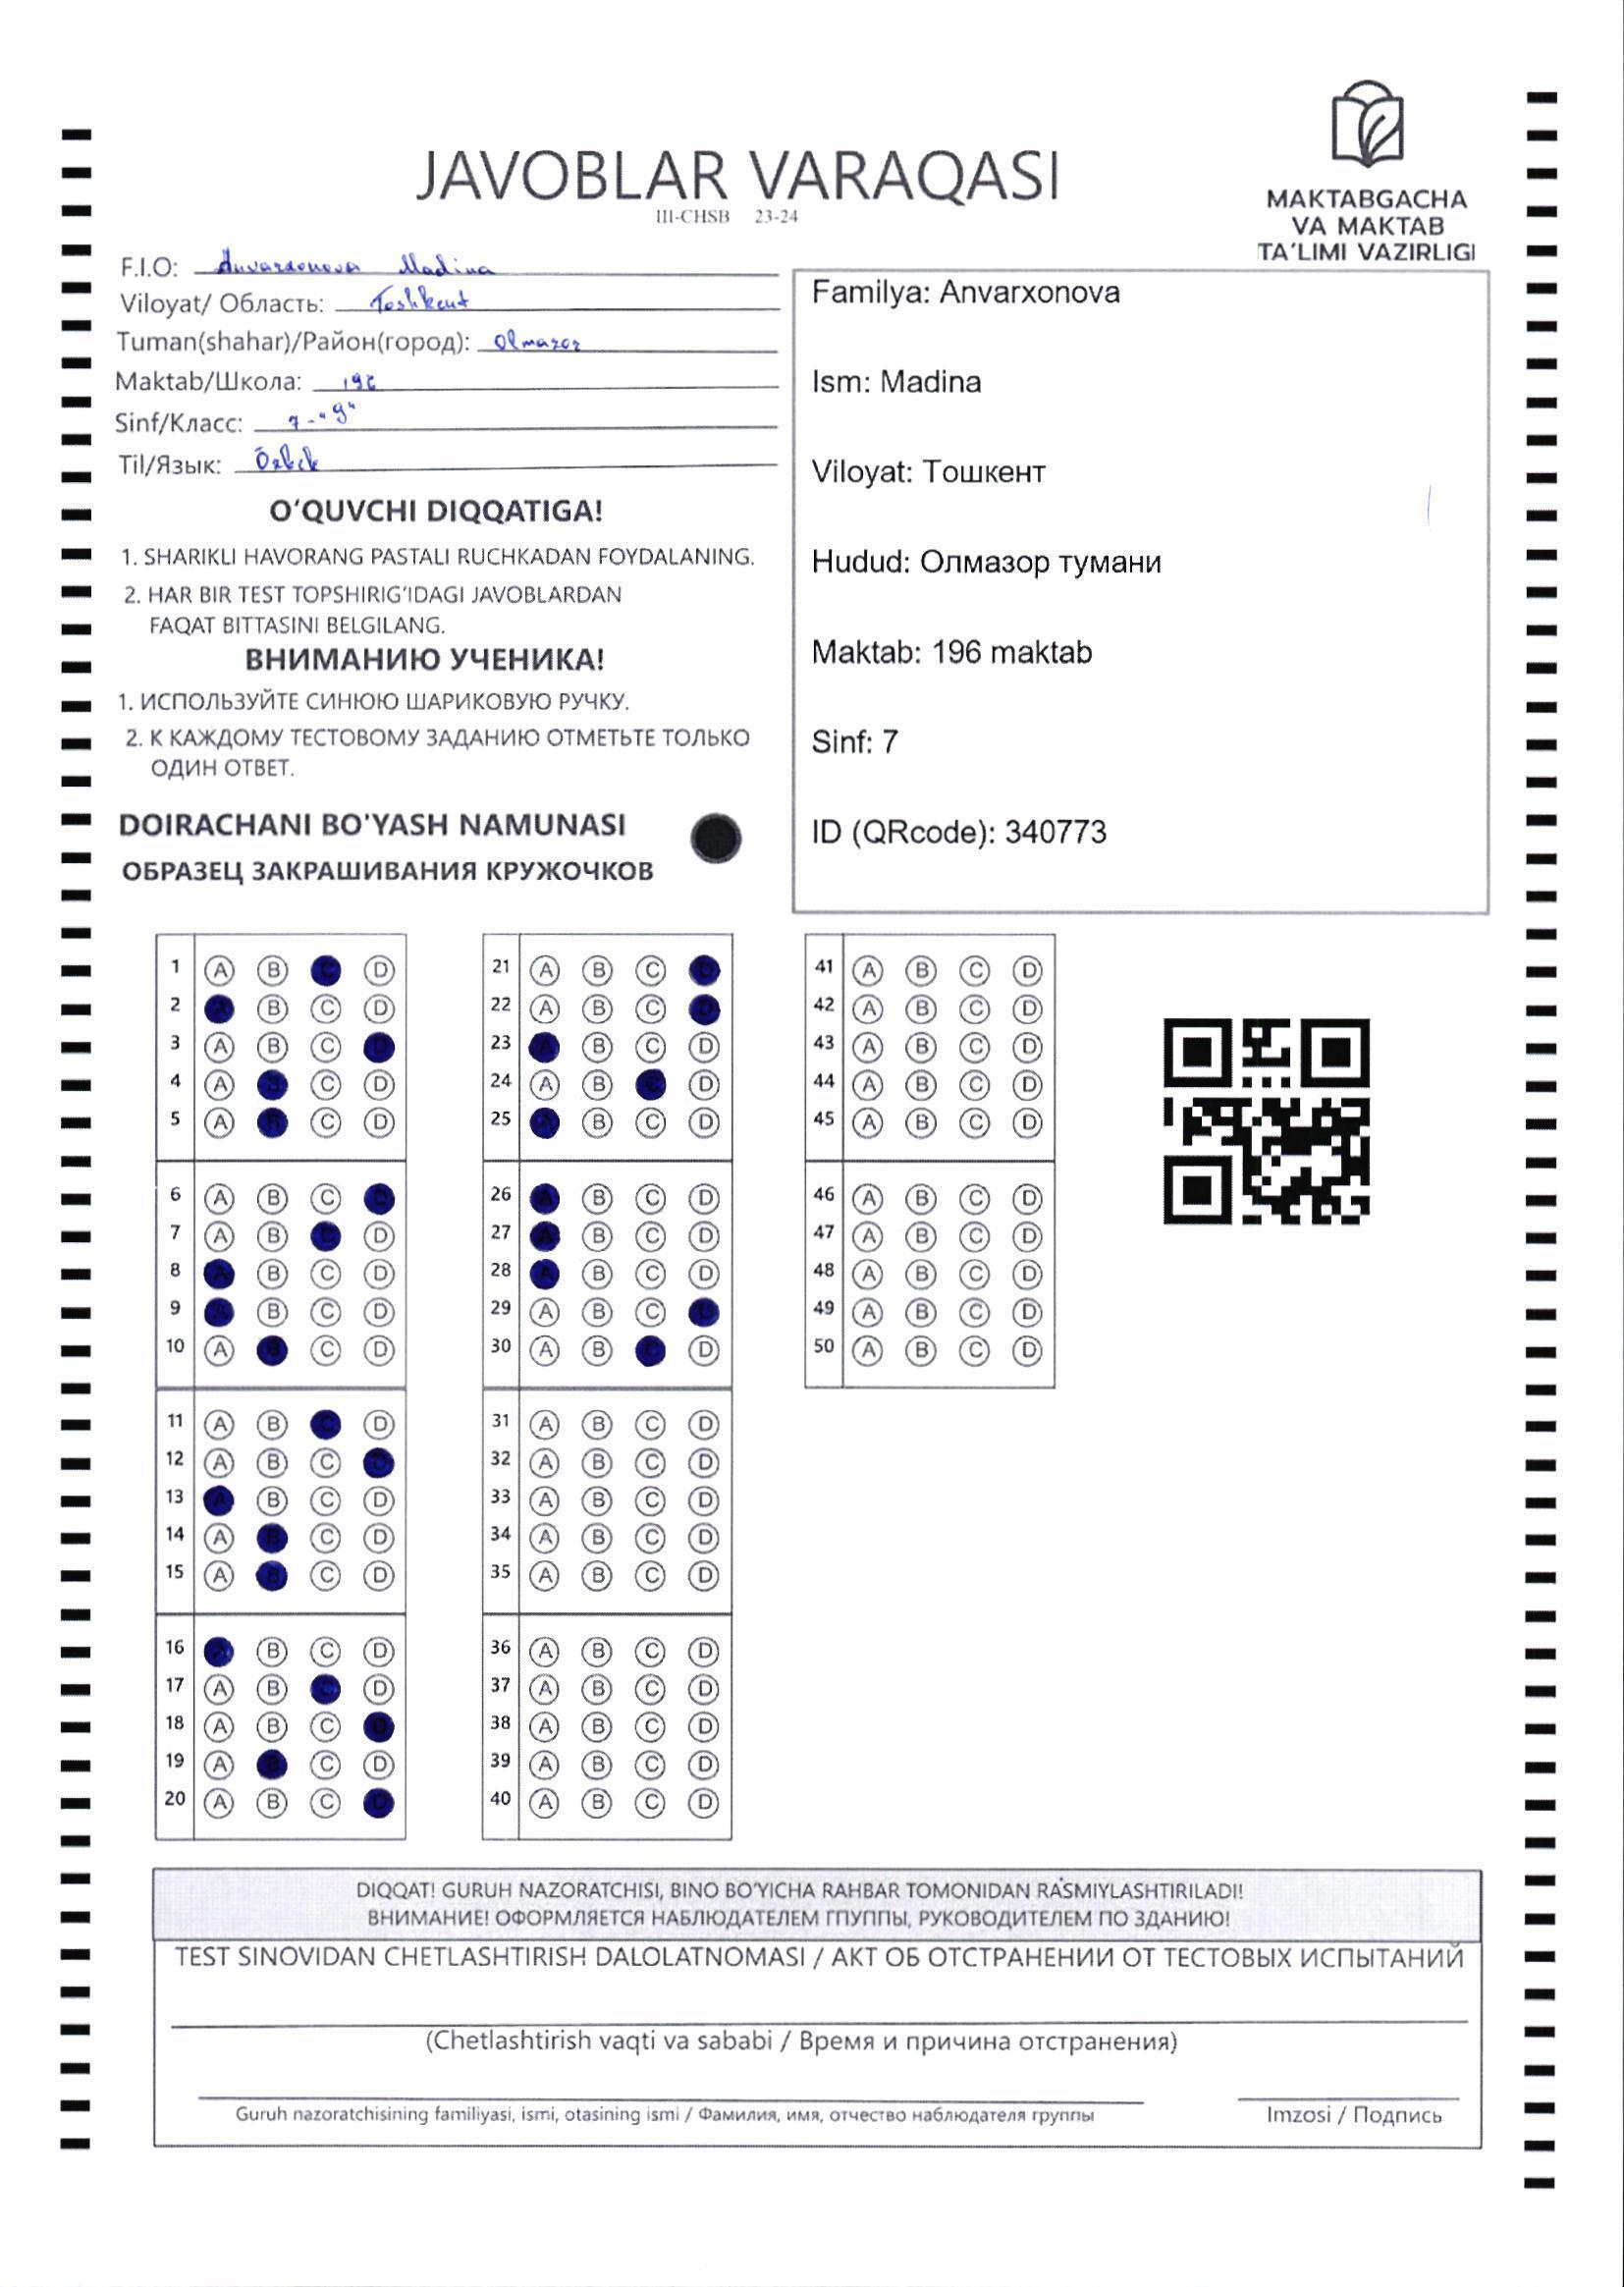 JAVOBLAR VARAQASI
III-CHSB 23-24
MAKTABGACHA
VA MAKTAB
TA'LIMI VAZIRLIGI
F.I.O: Anvarxonova Madina
Viloyat/ Область: Toshkent
Tuman(shahar)/Район(город): Olmazor
Maktab/Школа: 196
Sinf/Класс: 7-"g"
Til/Язык: Õzbek
O'QUVCHI DIQQATIGA!
1. SHARIKLI HAVORANG PASTALI RUCHKADAN FOYDALANING.
2. HAR BIR TEST TOPSHIRIG'IDAGI JAVOBLARDAN
FAQAT BITTASINI BELGILANG.
ВНИМАНИЮ УЧЕНИКА!
1. ИСПОЛЬЗУЙТЕ СИНЮЮ ШАРИКОВУЮ РУЧКУ.
2. К КАЖДОМУ ТЕСТОВОМУ ЗАДАНИЮ ОТМЕТЬТЕ ТОЛЬКО
ОДИН ОТВЕТ.
DOIRACHANI BO'YASH NAMUNASI
ОБРАЗЕЦ ЗАКРАШИВАНИЯ КРУЖОЧКОВ
Familya: Anvarxonova
Ism: Madina
Viloyat: Тошкент
Hudud: Олмазор тумани
Maktab: 196 maktab
Sinf: 7
ID (QRcode): 340773
1 A B C D
2 A B C D
3 A B C D
4 A B C D
5 A B C D
6 A B C D
7 A B C D
8 A B C D
9 A B C D
10 A B C D
11 A B C D
12 A B C D
13 A B C D
14 A B C D
15 A B C D
16 A B C D
17 A B C D
18 A B C D
19 A B C D
20 A B C D
21 A B C D
22 A B C D
23 A B C D
24 A B C D
25 A B C D
26 A B C D
27 A B C D
28 A B C D
29 A B C D
30 A B C D
31 A B C D
32 A B C D
33 A B C D
34 A B C D
35 A B C D
36 A B C D
37 A B C D
38 A B C D
39 A B C D
40 A B C D
41 A B C D
42 A B C D
43 A B C D
44 A B C D
45 A B C D
46 A B C D
47 A B C D
48 A B C D
49 A B C D
50 A B C D
DIQQAT! GURUH NAZORATCHISI, BINO BO'YICHA RAHBAR TOMONIDAN RASMIYLASHTIRILADI!
ВНИМАНИЕ! ОФОРМЛЯЕТСЯ НАБЛЮДАТЕЛЕМ ГПУППЫ, РУКОВОДИТЕЛЕМ ПО ЗДАНИЮ!
TEST SINOVIDAN CHETLASHTIRISH DALOLATNOMASI / АКТ ОБ ОТСТРАНЕНИИ ОТ ТЕСТОВЫХ ИСПЫТАНИЙ
(Chetlashtirish vaqti va sababi / Время и причина отстранения)
Guruh nazoratchisining familiyasi, ismi, otasining ismi / Фамилия, имя, отчество наблюдателя группы
Imzosi / Подпись